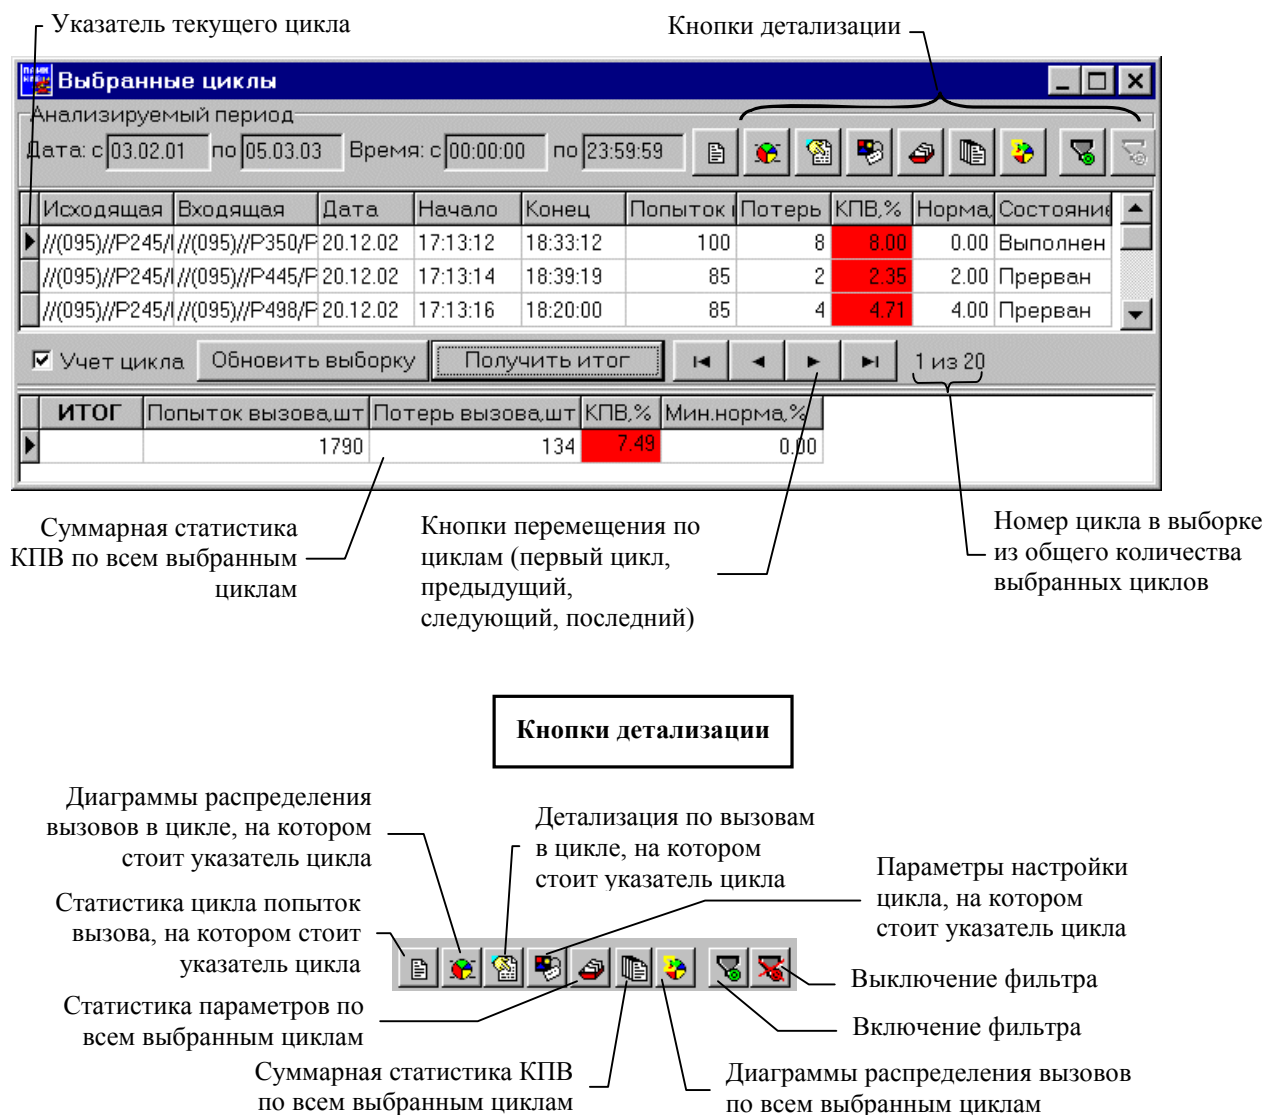 Указатель текущего цикла
Кнопки детализации
Выбранные циклы
Анализируемый период
Дата: с 03.02.01 по 05.03.03 Время: с 00:00:00 по 23:59:59
Исходящая Входящая Дата Начало Конец Попыток Потерь КПВ,% Норма, Состояние
//(095)//Р245/ //(095)//Р350/Р 20.12.02 17:13:12 18:33:12 100 8 8.00 0.00 Выполнен
//(095)//Р245/ //(095)//Р445/Р 20.12.02 17:13:14 18:39:19 85 2 2.35 2.00 Прерван
//(095)//Р245/ //(095)//Р498/Р 20.12.02 17:13:16 18:20:00 85 4 4.71 4.00 Прерван
Учет цикла Обновить выборку Получить итог 1 из 20
ИТОГ Попыток вызова,шт Потерь вызова,шт КПВ,% Мин.норма,%
1790 134 7.49 0.00
Суммарная статистика
КПВ по всем выбранным
циклам
Кнопки перемещения по
циклам (первый цикл,
предыдущий,
следующий, последний)
Номер цикла в выборке
из общего количества
выбранных циклов
Кнопки детализации
Диаграммы распределения
вызовов в цикле, на котором
стоит указатель цикла
Детализация по вызовам
в цикле, на котором
стоит указатель цикла
Параметры настройки
цикла, на котором
стоит указатель цикла
Статистика цикла попыток
вызова, на котором стоит
указатель цикла
Выключение фильтра
Статистика параметров по
всем выбранным циклам
Включение фильтра
Суммарная статистика КПВ
по всем выбранным циклам
Диаграммы распределения вызовов
по всем выбранным циклам